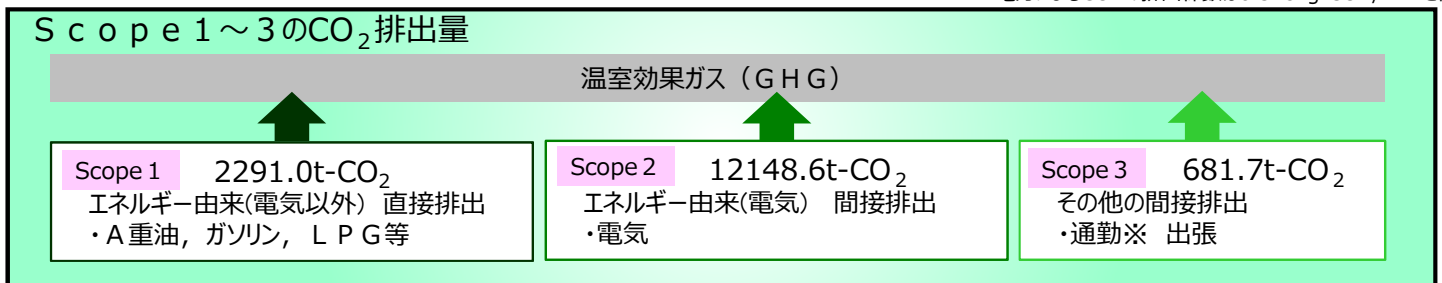 Ｓｃｏｐｅ１～３のCO₂排出量
温室効果ガス（ＧＨＧ）
Scope 1 2291.0t-CO₂
エネルギー由来(電気以外) 直接排出
・Ａ重油, ガソリン, ＬＰＧ等
Scope 2 12148.6t-CO₂
エネルギー由来(電気)　間接排出
・電気
Scope 3 681.7t-CO₂
その他の間接排出
・通勤※　出張